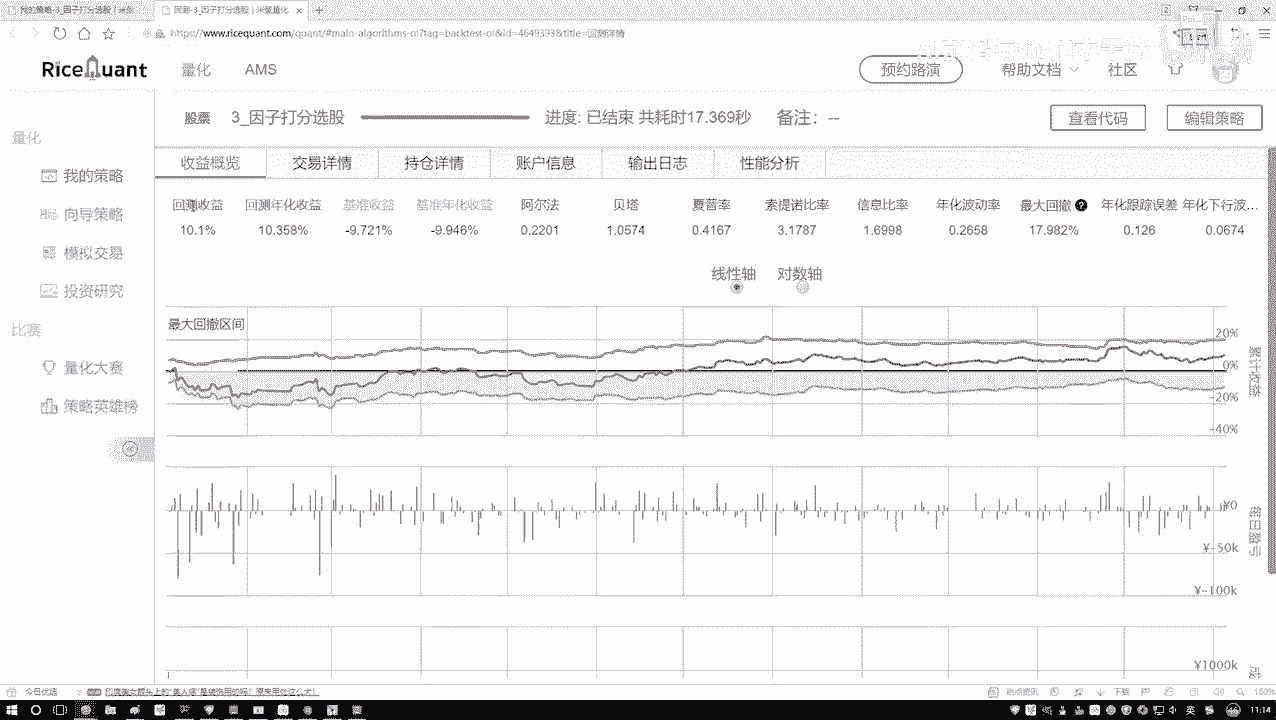 我的策略-3_因子打分选股 | 米筐
回测-3_因子打分选股 | 米筐量化
https://www.ricequant.com/quant/#main-algorithms-ol?tag=backtest-ol&id=4649393&title=回测详情
RiceQuant 量化 AMS 预约路演 帮助文档 社区
股票 3_因子打分选股 进度: 已结束 共耗时17.369秒 备注: -- 查看代码 编辑策略
量化
我的策略
向导策略
模拟交易
投资研究
比赛
量化大赛
策略英雄榜
收益概览 交易详情 持仓详情 账户信息 输出日志 性能分析
回测收益 回测年化收益 基准收益 基准年化收益 阿尔法 贝塔 夏普率 索提诺比率 信息比率 年化波动率 最大回撤 年化跟踪误差 年化下行波...
10.1% 10.358% -9.721% -9.946% 0.2201 1.0574 0.4167 3.1787 1.6998 0.2658 17.982% 0.126 0.0674
线性轴 对数轴
最大回撤区间
20%
0%
-20%
-40%
累计收益
¥0
¥-50k
¥-100k
每日盈亏
¥1000k
成
今日优选
热点资讯 下载 150%
英 11:14